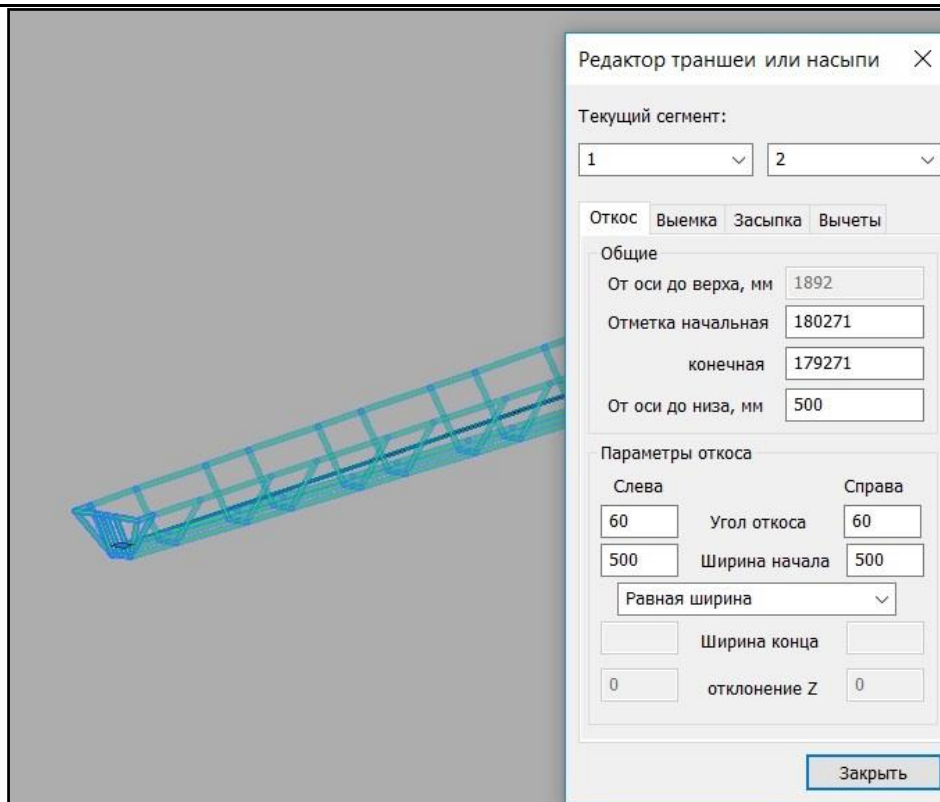 Редактор траншеи или насыпи
Текущий сегмент:
1 2
Откос Выемка Засыпка Вычеты
Общие
От оси до верха, мм 1892
Отметка начальная 180271
конечная 179271
От оси до низа, мм 500
Параметры откоса
Слева Справа
60 Угол откоса 60
500 Ширина начала 500
Равная ширина
Ширина конца
0 отклонение Z 0
Закрыть